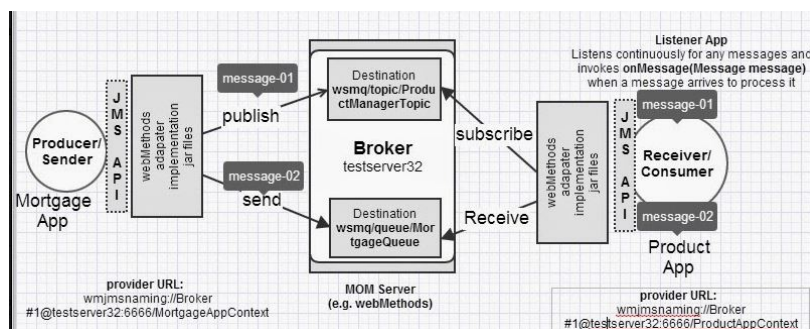 Listener App
Listens continuously for any messages and
invokes onMessage(Message message)
when a message arrives to process it
message-01
publish
Destination
wsmq/topic/Produ
ctManagerTopic
message-01
subscribe
Producer/
Sender
Mortgage
App
JMS API
webMethods
adapater
implementation
jar files
Broker
testserver32
webMethods
adapater
implementation
jar files
JMS API
Receiver/
Consumer
message-02
send
Destination
wsmq/queue/Mor
tgageQueue
Receive
message-02
Product
App
provider URL:
wmjmsnaming://Broker
#1@testserver32:6666/MortgageAppContext
MOM Server
(e.g. webMethods)
provider URL:
wmjmsnaming://Broker
#1@testserver32:6666/ProductAppContext